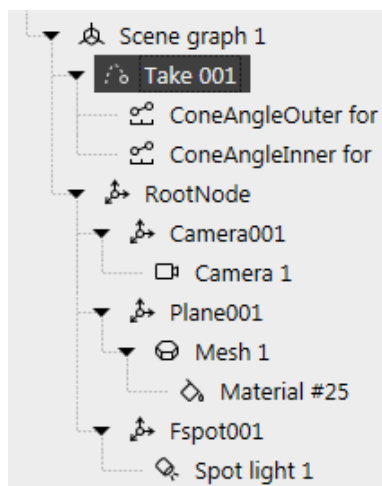 Scene graph 1
Take 001
ConeAngleOuter for
ConeAngleInner for
RootNode
Camera001
Camera 1
Plane001
Mesh 1
Material #25
Fspot001
Spot light 1